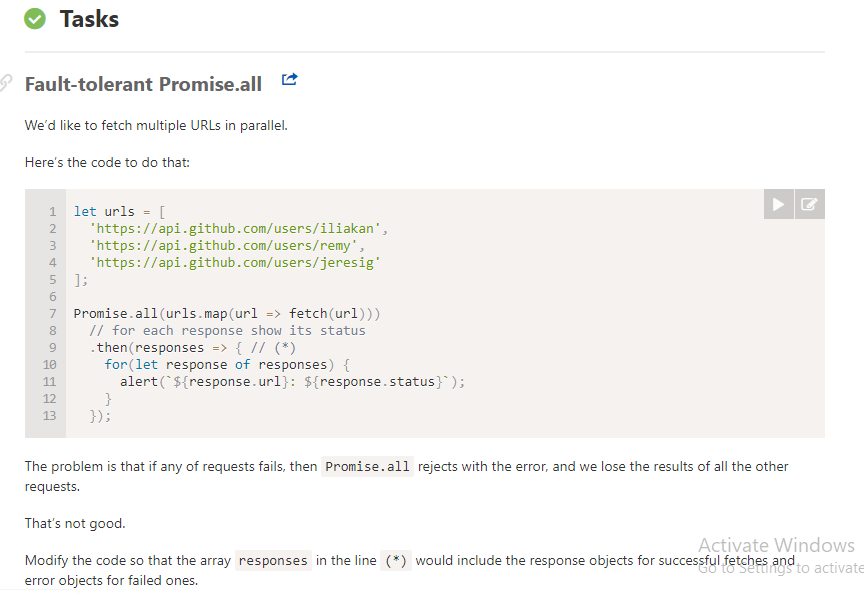 Tasks
Fault-tolerant Promise.all
We’d like to fetch multiple URLs in parallel.
Here’s the code to do that:
1 let urls = [
2   'https://api.github.com/users/iliakan',
3   'https://api.github.com/users/remy',
4   'https://api.github.com/users/jeresig'
5 ];
6
7 Promise.all(urls.map(url => fetch(url)))
8   // for each response show its status
9   .then(responses => { // (*)
10     for(let response of responses) {
11       alert(`${response.url}: ${response.status}`);
12     }
13   });
The problem is that if any of requests fails, then Promise.all rejects with the error, and we lose the results of all the other
requests.
That’s not good.
Modify the code so that the array responses in the line (*) would include the response objects for successful fetches and
error objects for failed ones.
Activate Windows
Go to Settings to activate